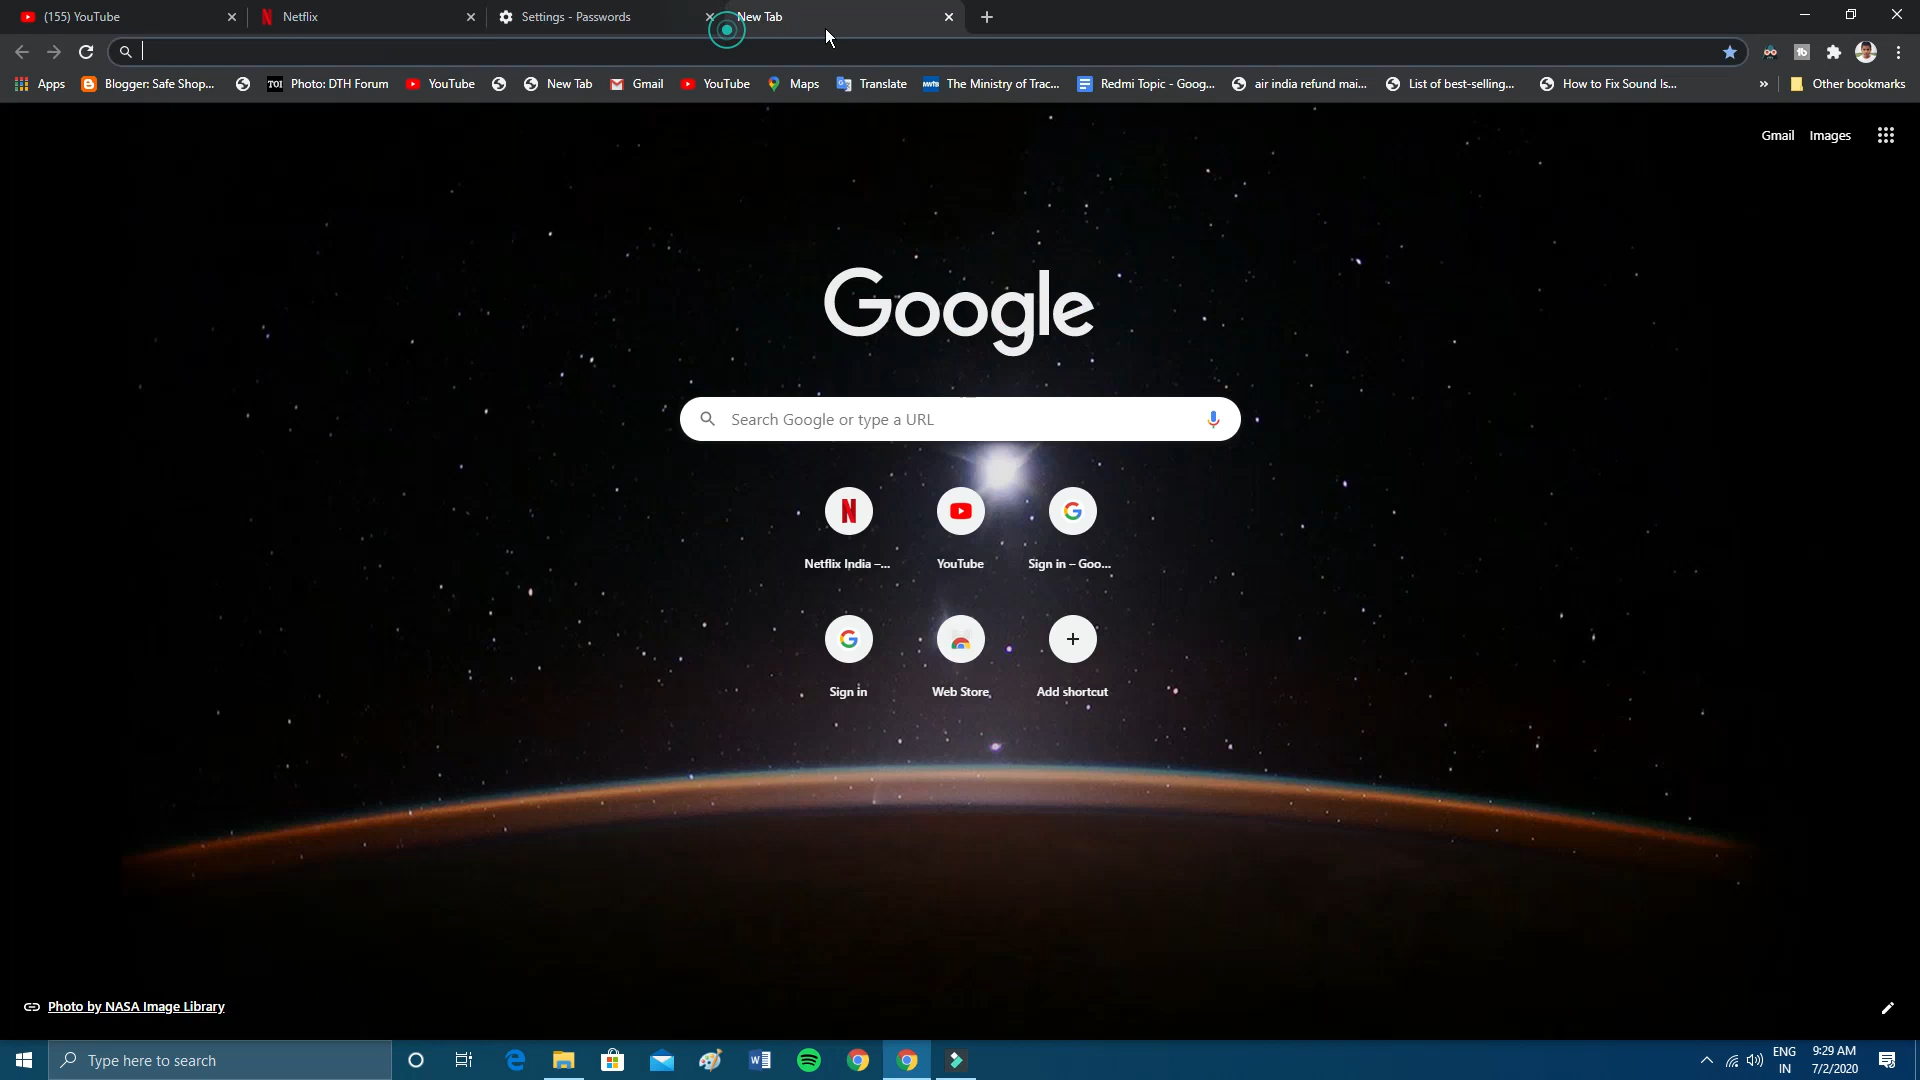 (155) YouTube
Netflix
Settings - Passwords
New Tab
Apps
Blogger: Safe Shop...
TOI Photo: DTH Forum
YouTube
New Tab
Gmail
YouTube
Maps
Translate
The Ministry of Trac...
Redmi Topic - Goog...
air india refund mai...
List of best-selling...
How to Fix Sound Is...
»
Other bookmarks
Gmail
Images
Google
Search Google or type a URL
Netflix India –...
YouTube
Sign in – Goo...
Sign in
Web Store
Add shortcut
Photo by NASA Image Library
Type here to search
ENG
IN
9:29 AM
7/2/2020